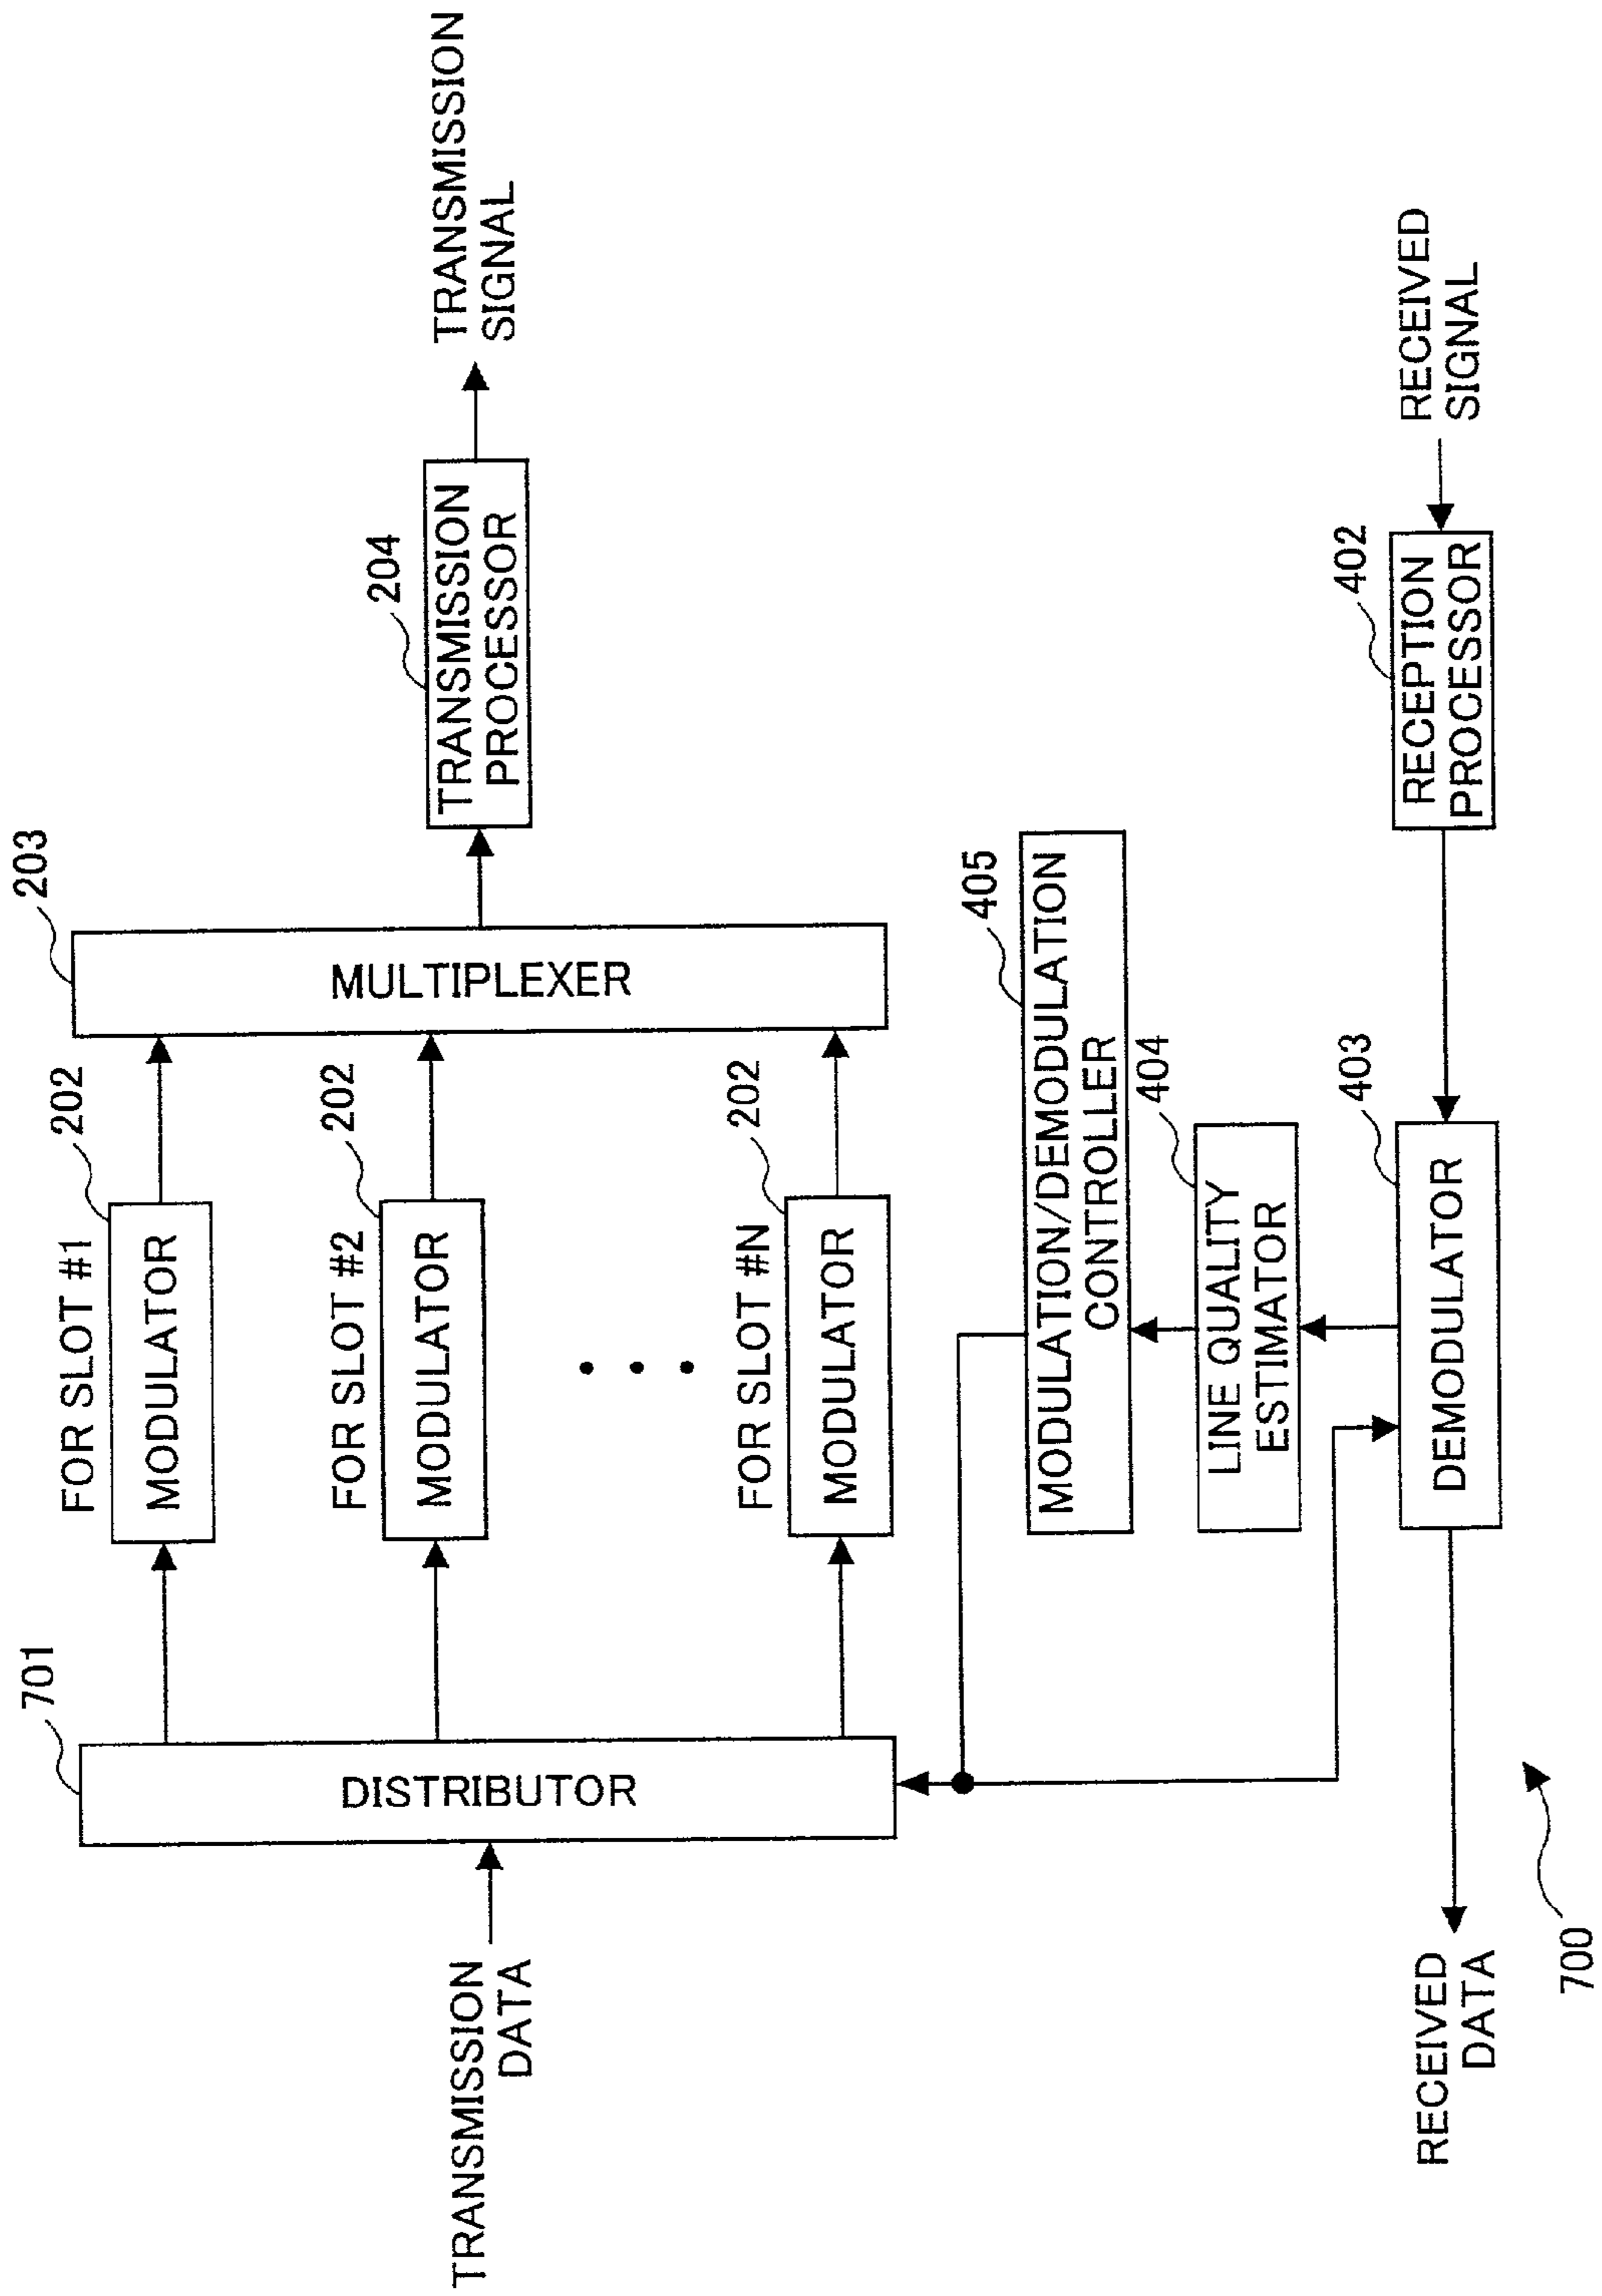 701
202
203
FOR SLOT #1
MODULATOR
FOR SLOT #2
202
MODULATOR
204
TRANSMISSION
DATA
DISTRIBUTOR
MULTIPLEXER
TRANSMISSION
PROCESSOR
TRANSMISSION
SIGNAL
FOR SLOT #N
202
MODULATOR
405
MODULATION/DEMODULATION
CONTROLLER
404
LINE QUALITY
ESTIMATOR
403
402
RECEIVED
DATA
DEMODULATOR
RECEPTION
PROCESSOR
RECEIVED
SIGNAL
700